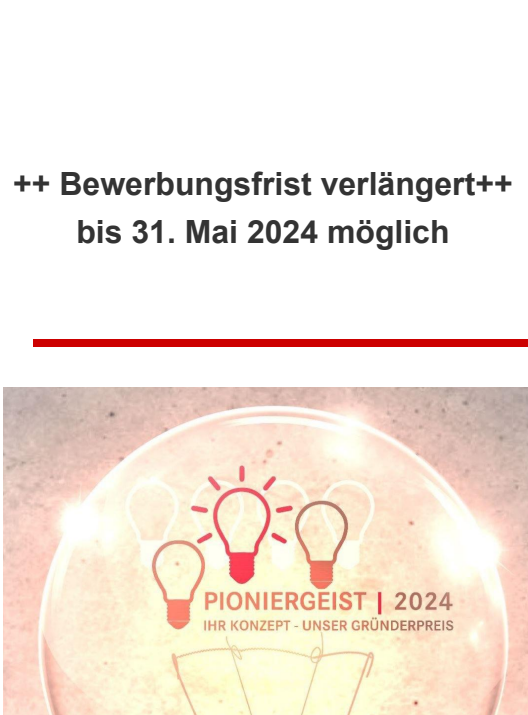 ++ Bewerbungsfrist verlängert++
bis 31. Mai 2024 möglich
PIONIERGEIST | 2024
IHR KONZEPT - UNSER GRÜNDERPREIS